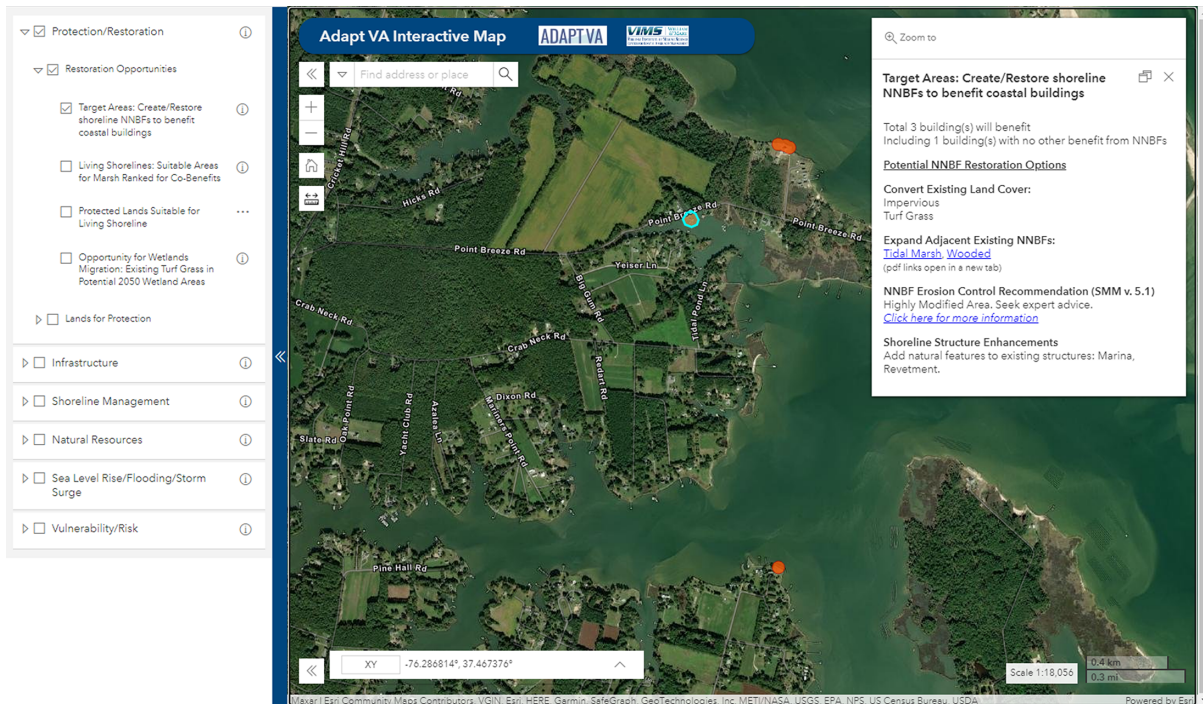 Protection/Restoration
Restoration Opportunities
Target Areas: Create/Restore
shoreline NNBFs to benefit
coastal buildings
Living Shorelines: Suitable Areas
for Marsh Ranked for Co-Benefits
Protected Lands Suitable for
Living Shoreline
Opportunity for Wetlands
Migration: Existing Turf Grass in
Potential 2050 Wetland Areas
Lands for Protection
Infrastructure
Shoreline Management
Natural Resources
Sea Level Rise/Flooding/Storm
Surge
Vulnerability/Risk
Adapt VA Interactive Map
ADAPT VA
VIMS
Find address or place
Cricket Hill Rd
Hicks Rd
Point Breeze Rd
Point Breeze Rd
Point Breeze Rd
Yeiser Ln
Big Gum Rd
Tidal Pond Ln
Crab Neck Rd
Crab Neck Rd
Redart Rd
Dixon Rd
Mariners Point Rd
Oak Point Rd
Yacht Club Rd
Azalea Ln
Slate Rd
Pine Hall Rd
XY
-76.286814°, 37.467376°
Zoom to
Target Areas: Create/Restore shoreline
NNBFs to benefit coastal buildings
Total 3 building(s) will benefit
Including 1 building(s) with no other benefit from NNBFs
Potential NNBF Restoration Options
Convert Existing Land Cover:
Impervious
Turf Grass
Expand Adjacent Existing NNBFs:
Tidal Marsh, Wooded
(pdf links open in a new tab)
NNBF Erosion Control Recommendation (SMM v. 5.1)
Highly Modified Area. Seek expert advice.
Click here for more information
Shoreline Structure Enhancements
Add natural features to existing structures: Marina,
Revetment.
Scale 1:18,056
0.4 km
0.3 mi
Maxar | Esri Community Maps Contributors, VGIN, Esri, HERE, Garmin, SafeGraph, GeoTechnologies, Inc, METI/NASA, USGS, EPA, NPS, US Census Bureau, USDA
Powered by Esri